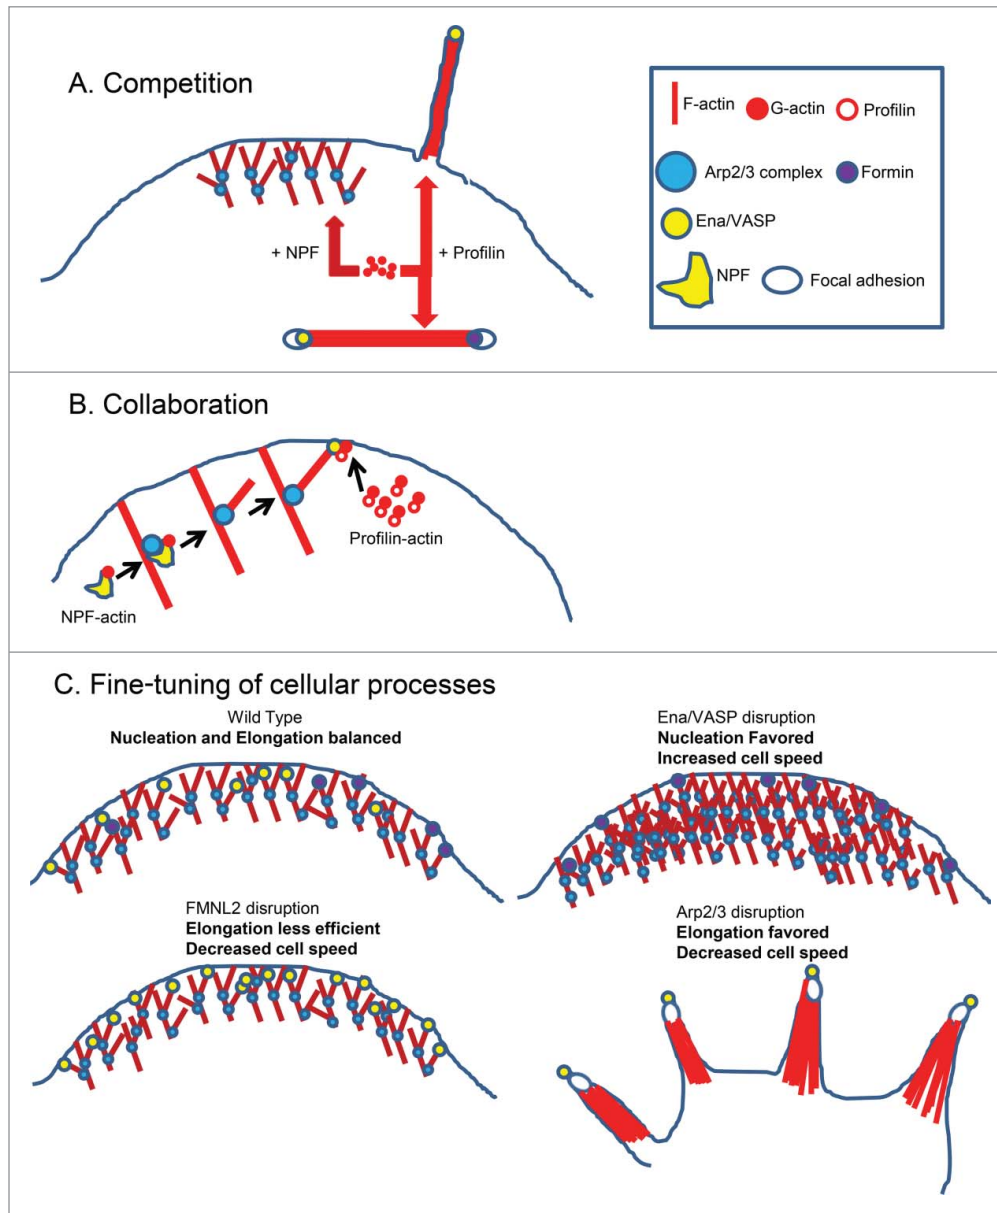 A. Competition
F-actin
G-actin
Profilin
Arp2/3 complex
Formin
Ena/VASP
NPF
Focal adhesion
+ NPF
+ Profilin
B. Collaboration
Profilin-actin
NPF-actin
C. Fine-tuning of cellular processes
Wild Type
Nucleation and Elongation balanced
Ena/VASP disruption
Nucleation Favored
Increased cell speed
FMNL2 disruption
Elongation less efficient
Decreased cell speed
Arp2/3 disruption
Elongation favored
Decreased cell speed